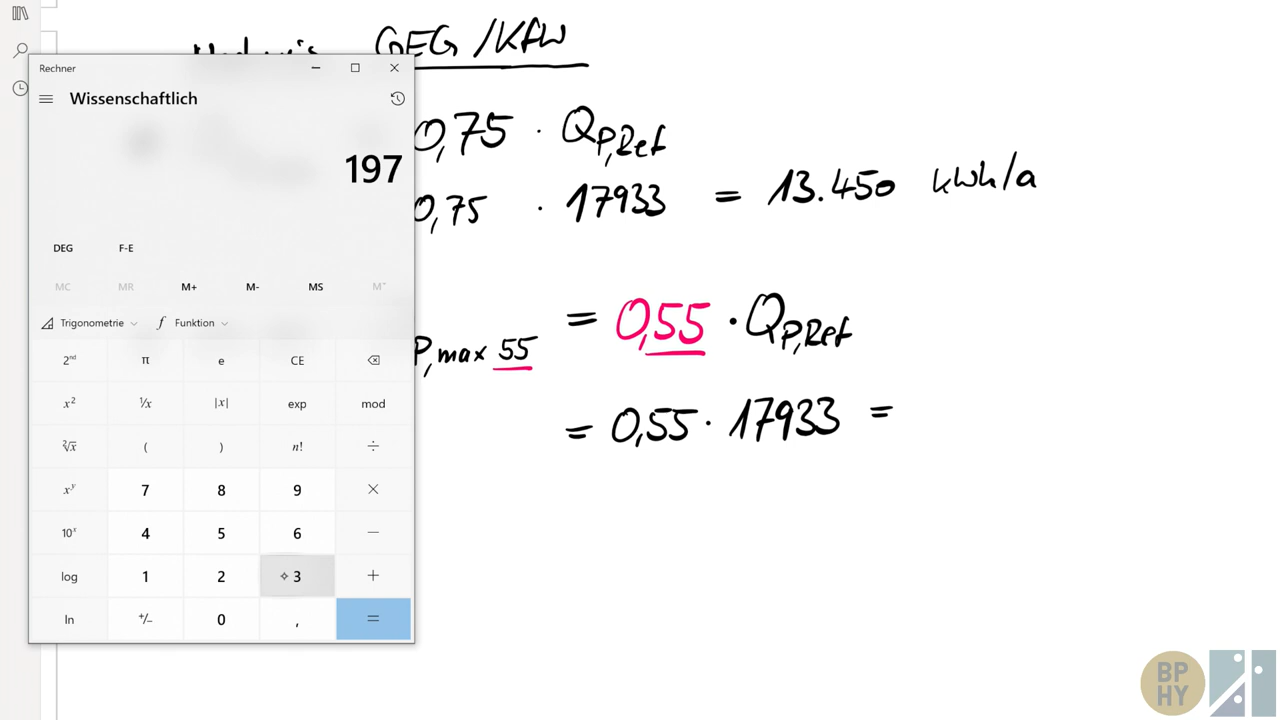 GEG/KfW
Rechner
Wissenschaftlich
197
DEG F-E
MC MR M+ M- MS M˅
Trigonometrie f Funktion
2ⁿᵈ π e CE
x² ¹/x |x| exp mod
²√x ( ) n! ÷
xʸ 7 8 9 ×
10ˣ 4 5 6 −
log 1 2 3 +
ln +/− 0 , =
0,75 · Q P,Ref
0,75 · 17933 = 13.450 kWh/a
P,max 55 = 0,55 · Q P,Ref
= 0,55 · 17933 =
BP
HY